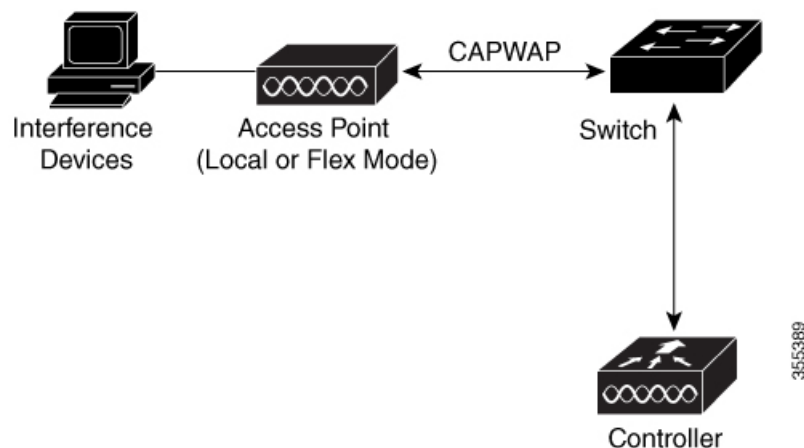 CAPWAP
Interference
Devices
Access Point
(Local or Flex Mode)
Switch
Controller
355389